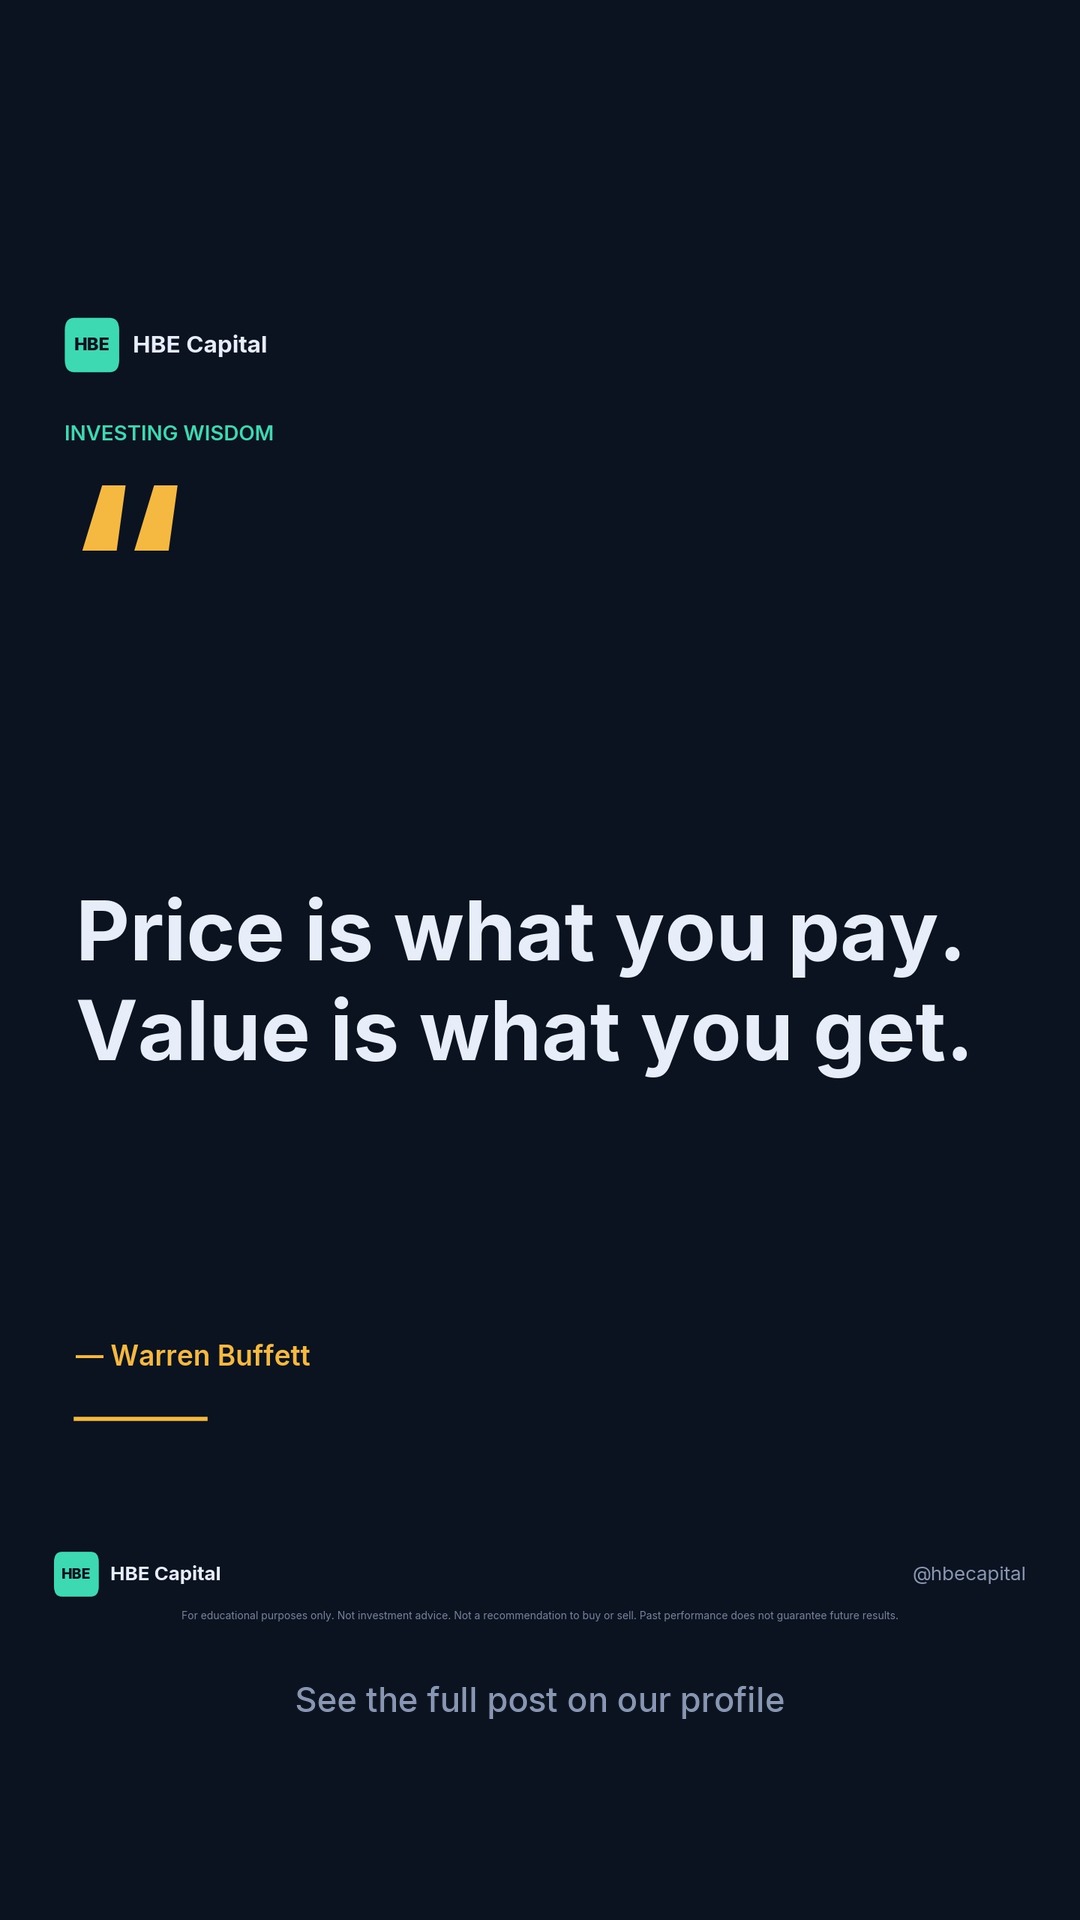 HBE HBE Capital
INVESTING WISDOM
"
Price is what you pay.
Value is what you get.
— Warren Buffett
HBE HBE Capital @hbecapital
For educational purposes only. Not investment advice. Not a recommendation to buy or sell. Past performance does not guarantee future results.
See the full post on our profile